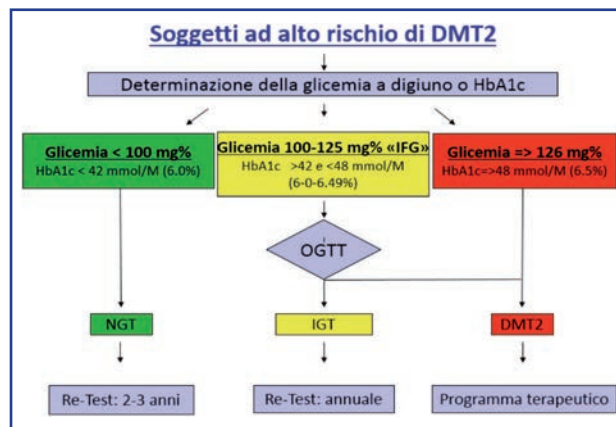 Soggetti ad alto rischio di DMT2
Determinazione della glicemia a digiuno o HbA1c
Glicemia < 100 mg%
HbA1c < 42 mmol/M (6.0%)
Glicemia 100-125 mg% «IFG»
HbA1c >42 e <48 mmol/M
(6-0-6.49%)
Glicemia => 126 mg%
HbA1c=>48 mmol/M (6.5%)
OGTT
NGT
IGT
DMT2
Re-Test: 2-3 anni
Re-Test: annuale
Programma terapeutico